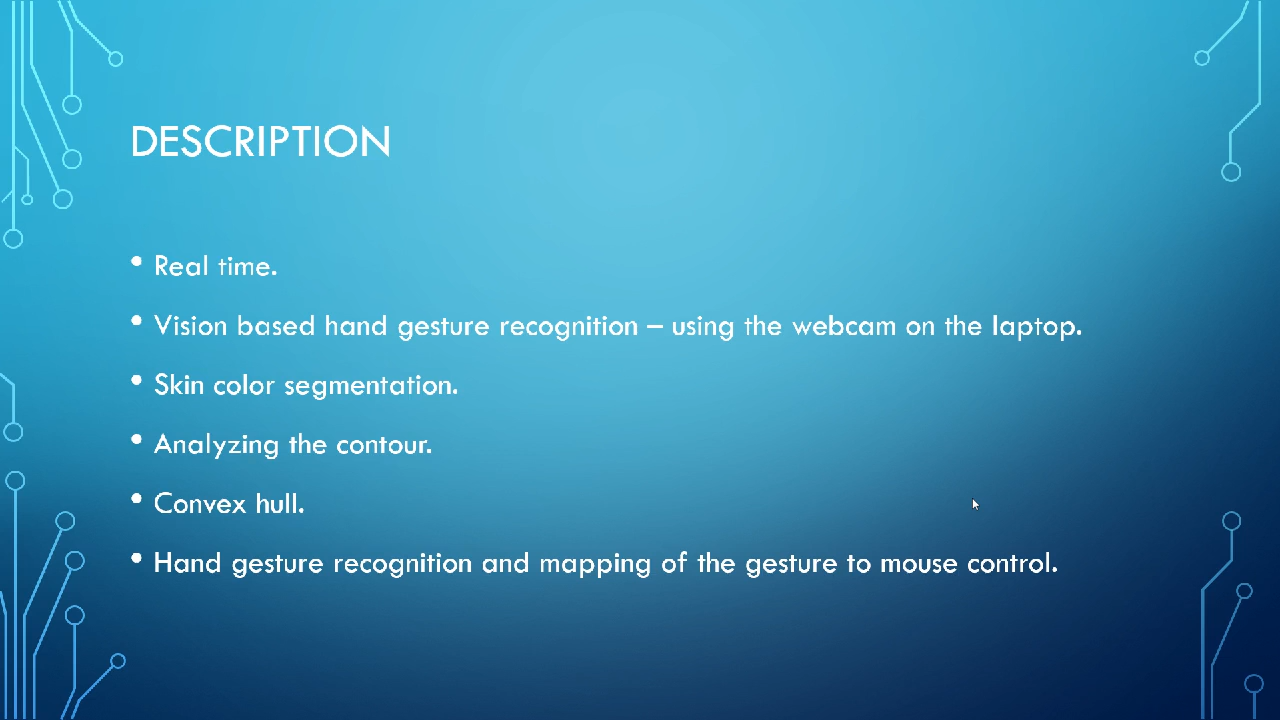 DESCRIPTION
• Real time.
• Vision based hand gesture recognition – using the webcam on the laptop.
• Skin color segmentation.
• Analyzing the contour.
• Convex hull.
• Hand gesture recognition and mapping of the gesture to mouse control.